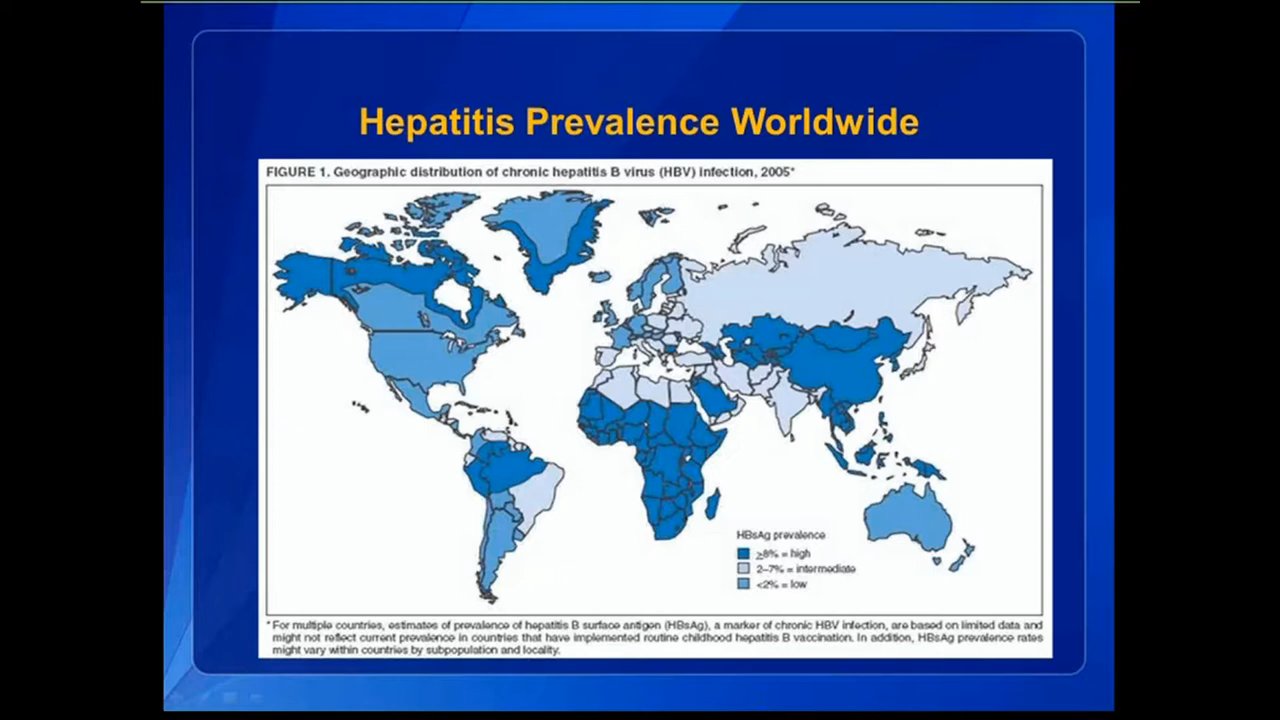 Hepatitis Prevalence Worldwide
FIGURE 1. Geographic distribution of chronic hepatitis B virus (HBV) infection, 2005*
HBsAg prevalence
≥8% = high
2–7% = intermediate
<2% = low
* For multiple countries, estimates of prevalence of hepatitis B surface antigen (HBsAg), a marker of chronic HBV infection, are based on limited data and
might not reflect current prevalence in countries that have implemented routine childhood hepatitis B vaccination. In addition, HBsAg prevalence rates
might vary within countries by subpopulation and locality.